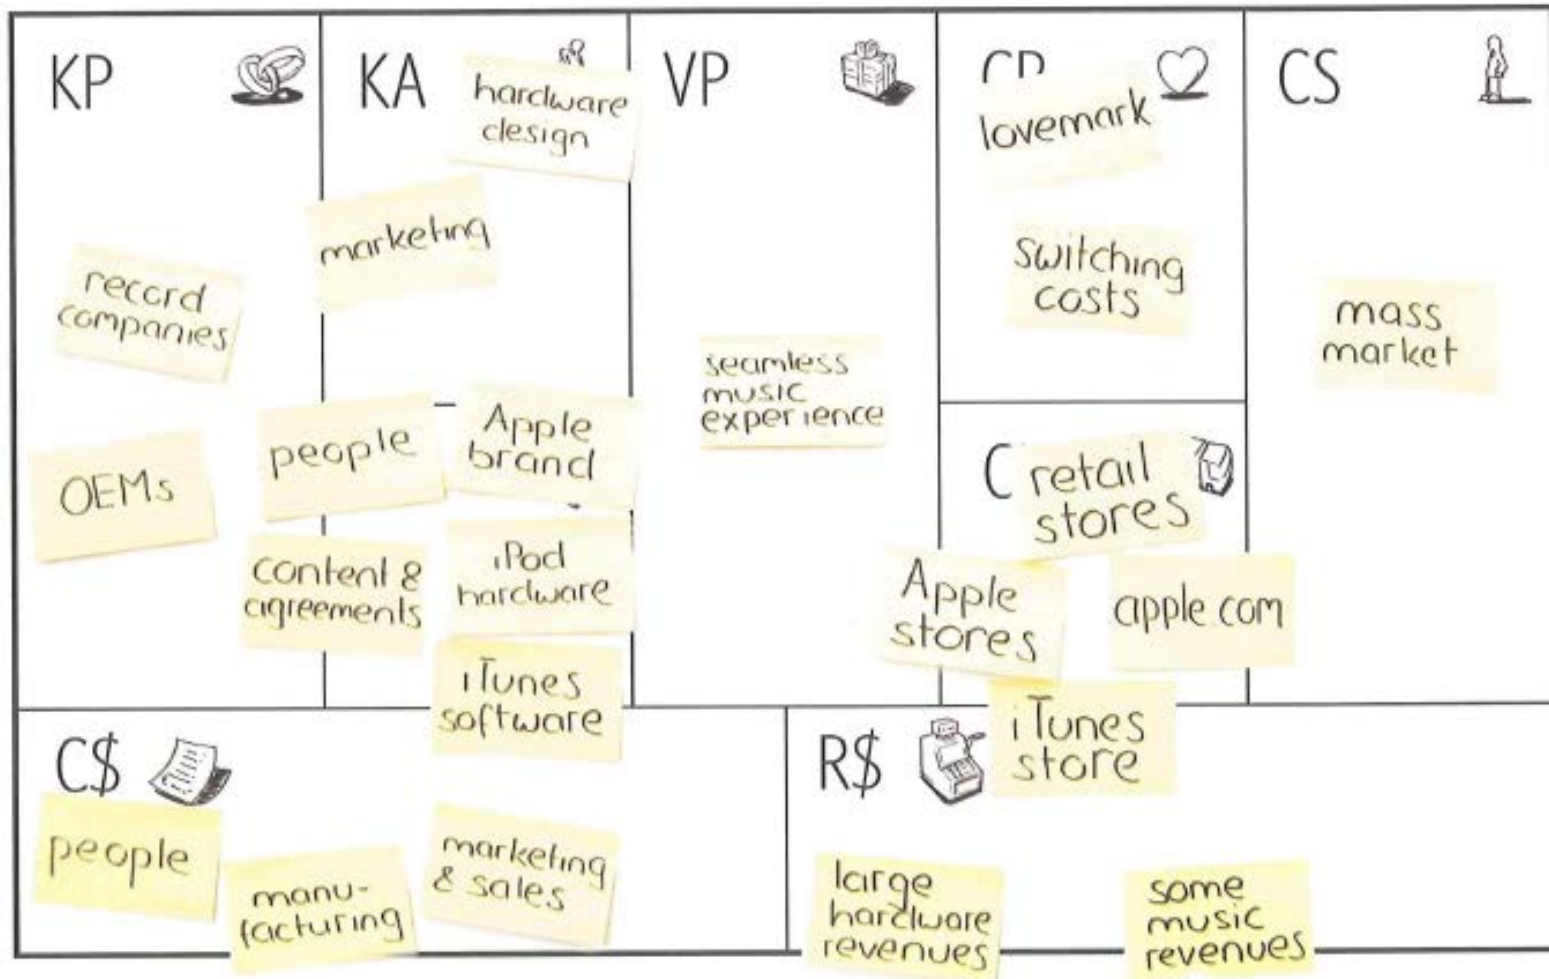 KP
record
companies
OEMs
KA
hardware
design
marketing
people
Apple
brand
content &
agreements
iPod
hardware
iTunes
software
VP
seamless
music
experience
CR
lovemark
switching
costs
C
retail
stores
Apple
stores
apple.com
iTunes
store
CS
mass
market
C$
people
manu-
facturing
marketing
& sales
R$
large
hardware
revenues
some
music
revenues